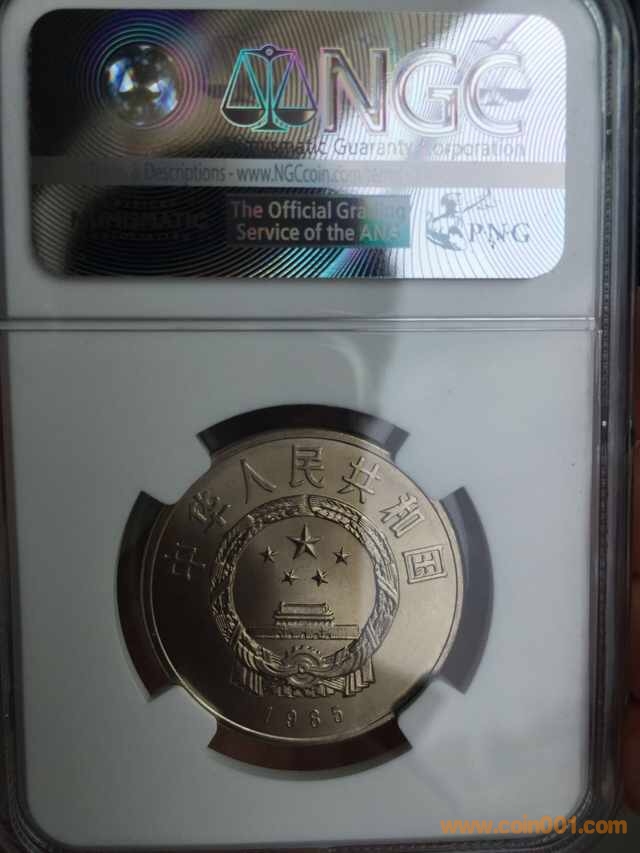 NGC
Numismatic Guaranty Corporation
& Descriptions - www.NGCcoin.com
NUMISMATIC
The Official Grading
Service of the ANA
PNG
中华人民共和国
1985
www.coin001.com